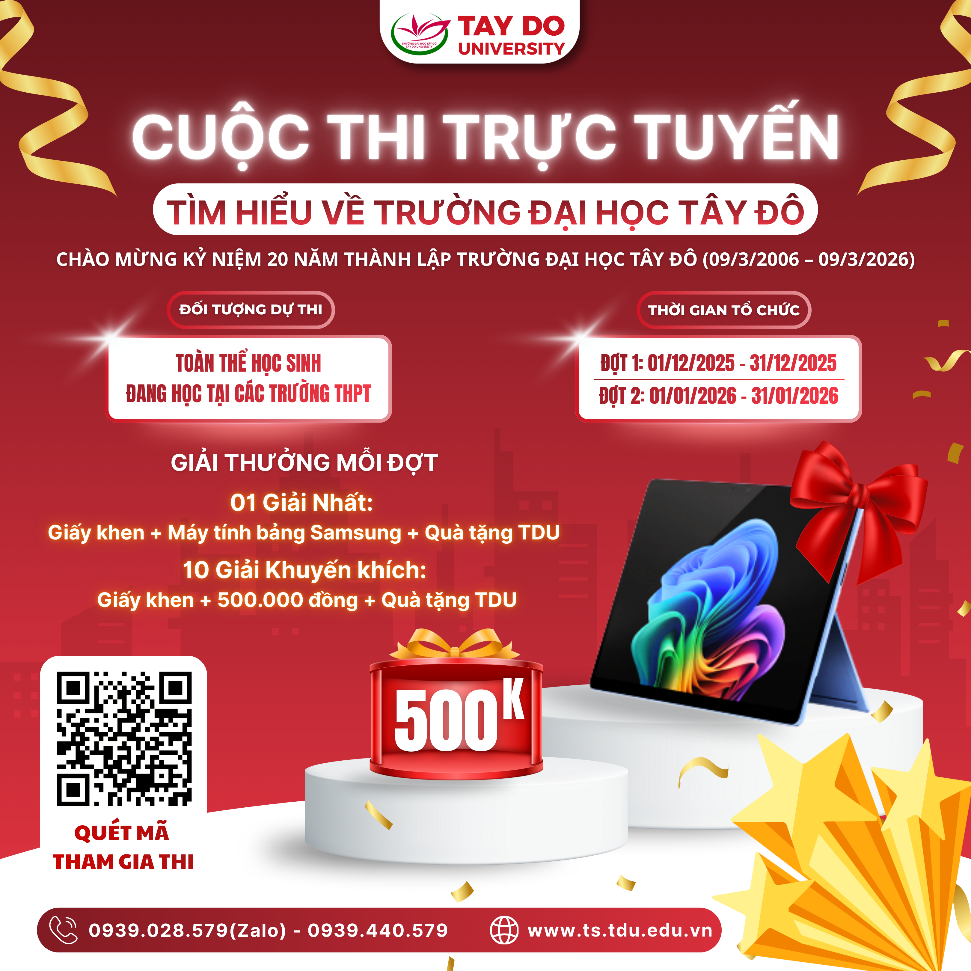 TAY DO
UNIVERSITY
CUỘC THI TRỰC TUYẾN
TÌM HIỂU VỀ TRƯỜNG ĐẠI HỌC TÂY ĐÔ
CHÀO MỪNG KỶ NIỆM 20 NĂM THÀNH LẬP TRƯỜNG ĐẠI HỌC TÂY ĐÔ (09/3/2006 – 09/3/2026)
ĐỐI TƯỢNG DỰ THI
TOÀN THỂ HỌC SINH
ĐANG HỌC TẠI CÁC TRƯỜNG THPT
THỜI GIAN TỔ CHỨC
ĐỢT 1: 01/12/2025 - 31/12/2025
ĐỢT 2: 01/01/2026 - 31/01/2026
GIẢI THƯỞNG MỖI ĐỢT
01 Giải Nhất:
Giấy khen + Máy tính bảng Samsung + Quà tặng TDU
10 Giải Khuyến khích:
Giấy khen + 500.000 đồng + Quà tặng TDU
500K
QUÉT MÃ
THAM GIA THI
0939.028.579(Zalo) - 0939.440.579
www.ts.tdu.edu.vn